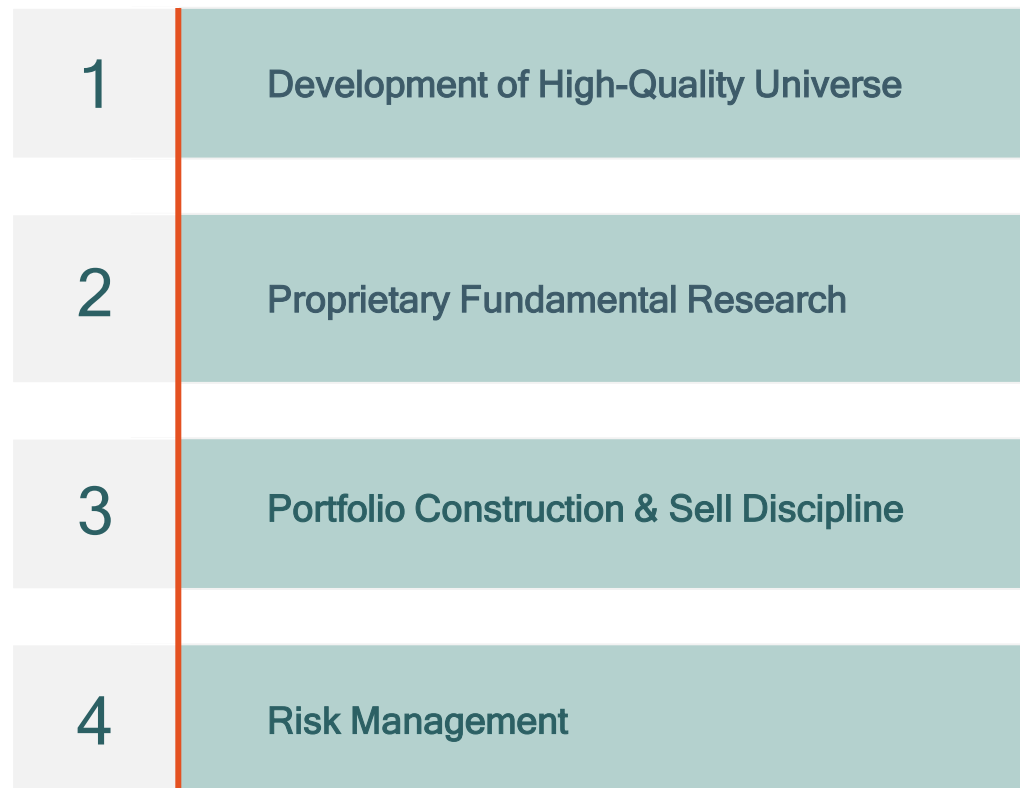 1
Development of High-Quality Universe
2
Proprietary Fundamental Research
3
Portfolio Construction & Sell Discipline
4
Risk Management